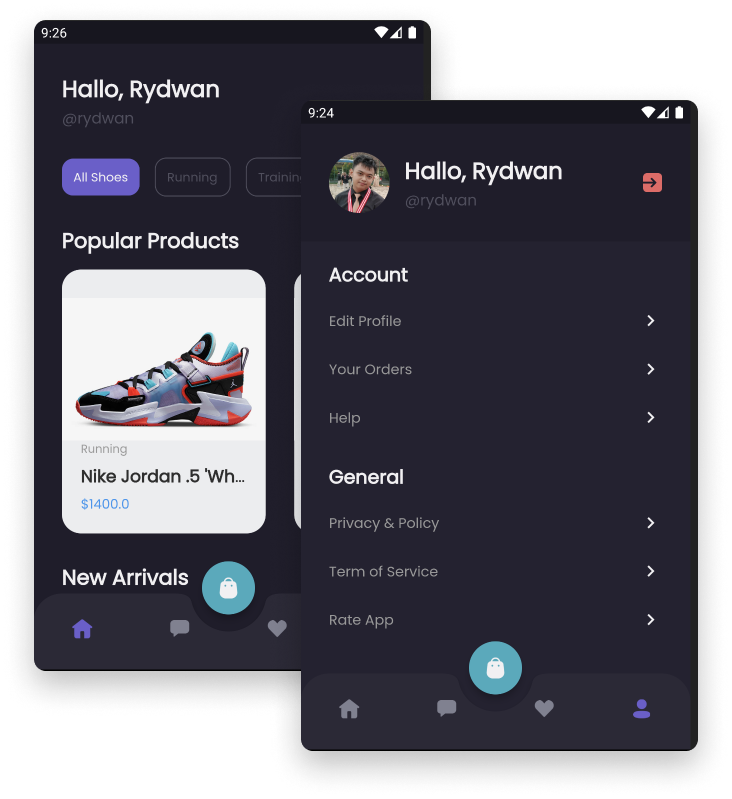 9:26
Hallo, Rydwan
@rydwan
All Shoes
Running
Popular Products
Running
Nike Jordan .5 'Wh...
$1400.0
New Arrivals
9:24
Hallo, Rydwan
@rydwan
Account
Edit Profile
Your Orders
Help
General
Privacy & Policy
Term of Service
Rate App